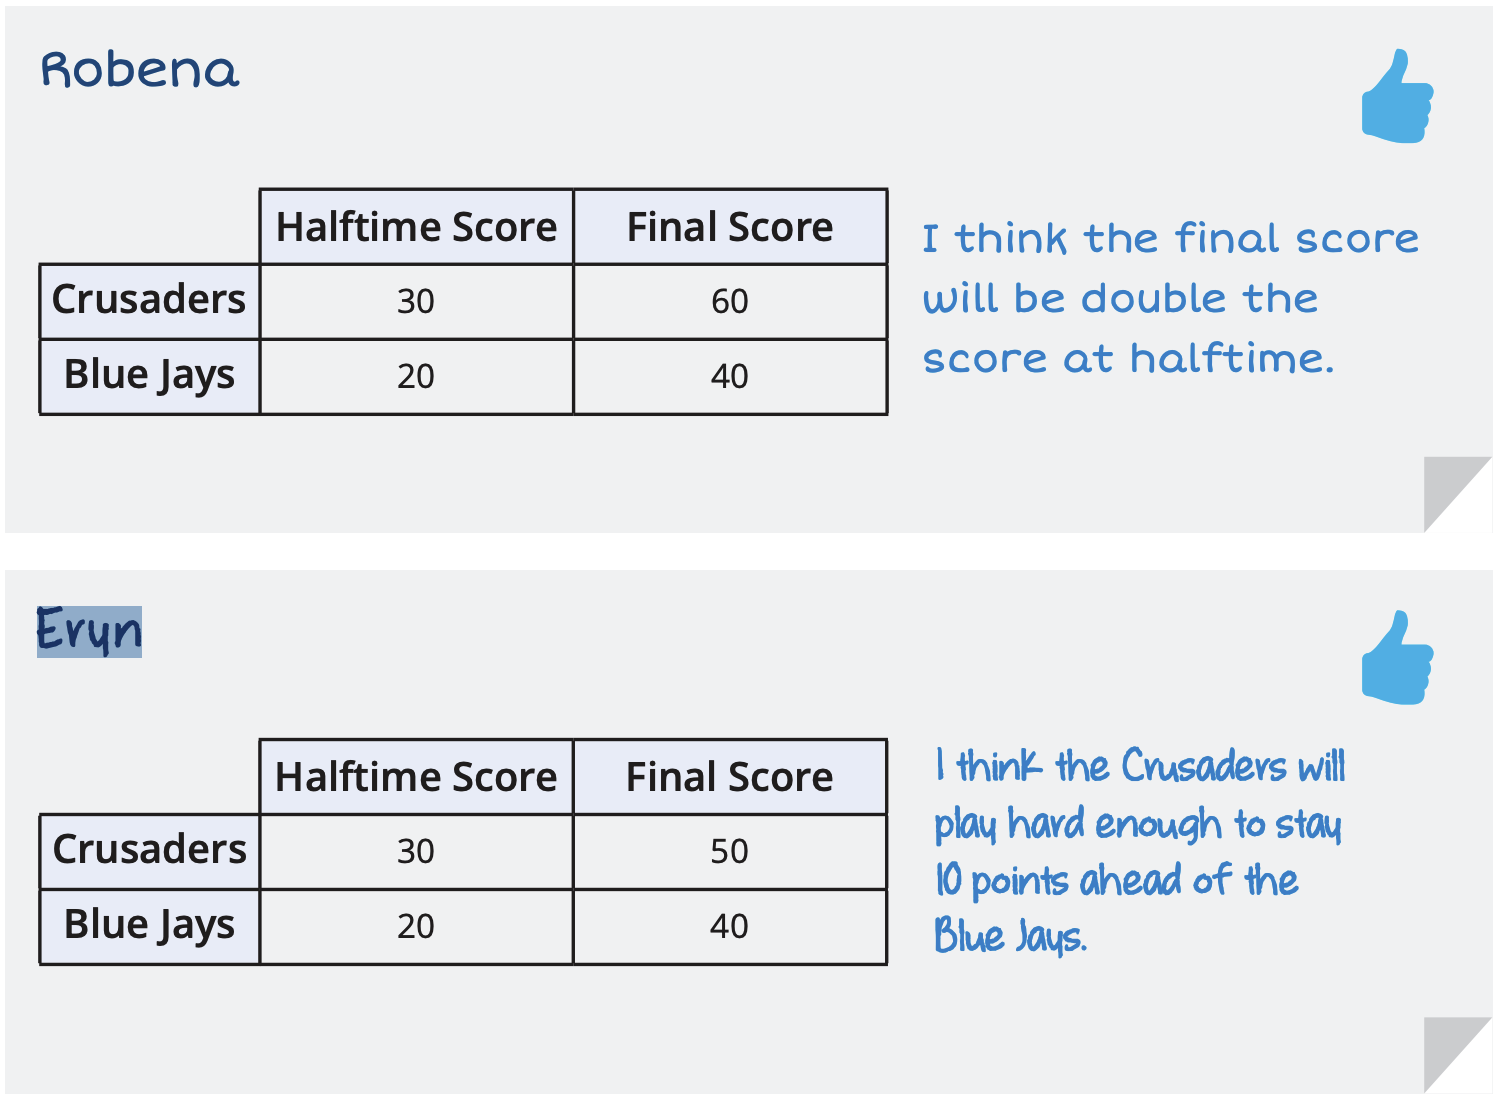 Robena
Halftime Score Final Score
Crusaders 30 60
Blue Jays 20 40
I think the final score
will be double the
score at halftime.
Eryn
Halftime Score Final Score
Crusaders 30 50
Blue Jays 20 40
I think the Crusaders will
play hard enough to stay
10 points ahead of the
Blue Jays.